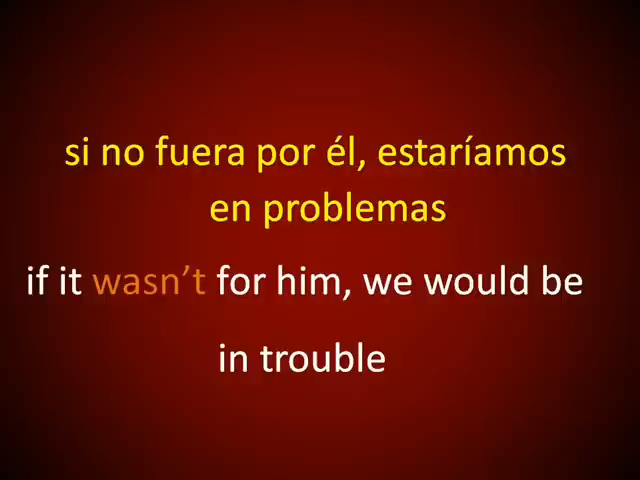 si no fuera por él, estaríamos
en problemas
if it wasn’t for him, we would be
in trouble